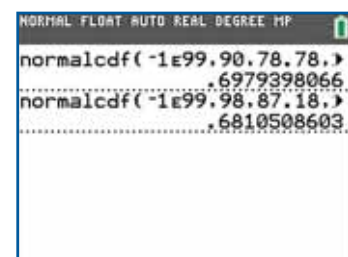 NORMAL FLOAT AUTO REAL DEGREE MP
normalcdf(-1ᴇ99,90,78.78,▸
.6979398066
normalcdf(-1ᴇ99,98,87.18,▸
.6810508603